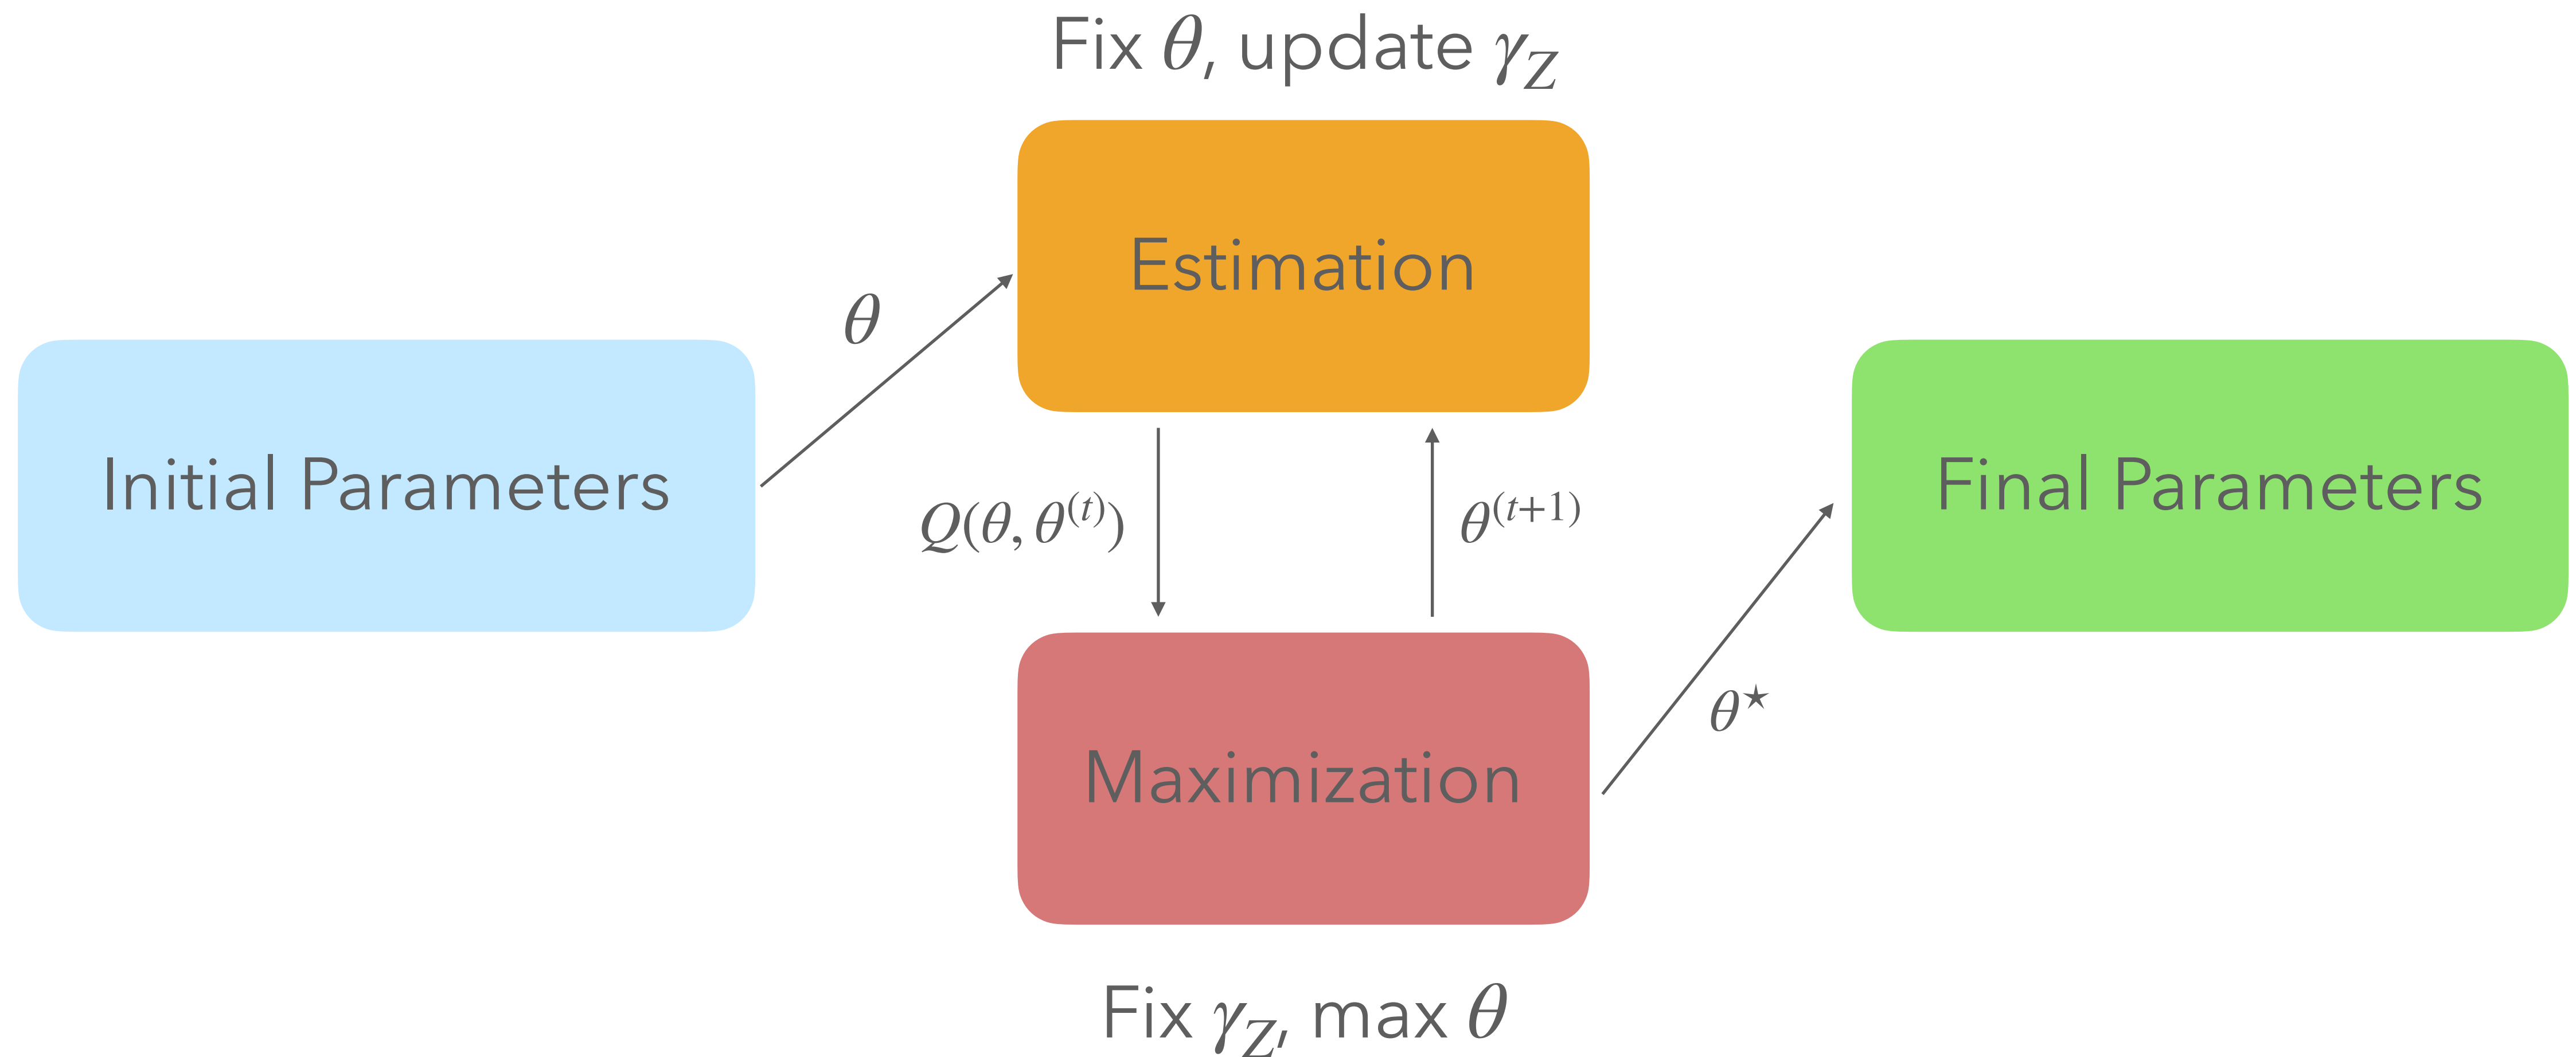 Fix θ, update γ_Z
Estimation
θ
Initial Parameters
Final Parameters
Q(θ, θ^(t))
θ^(t+1)
θ^⋆
Maximization
Fix γ_Z, max θ